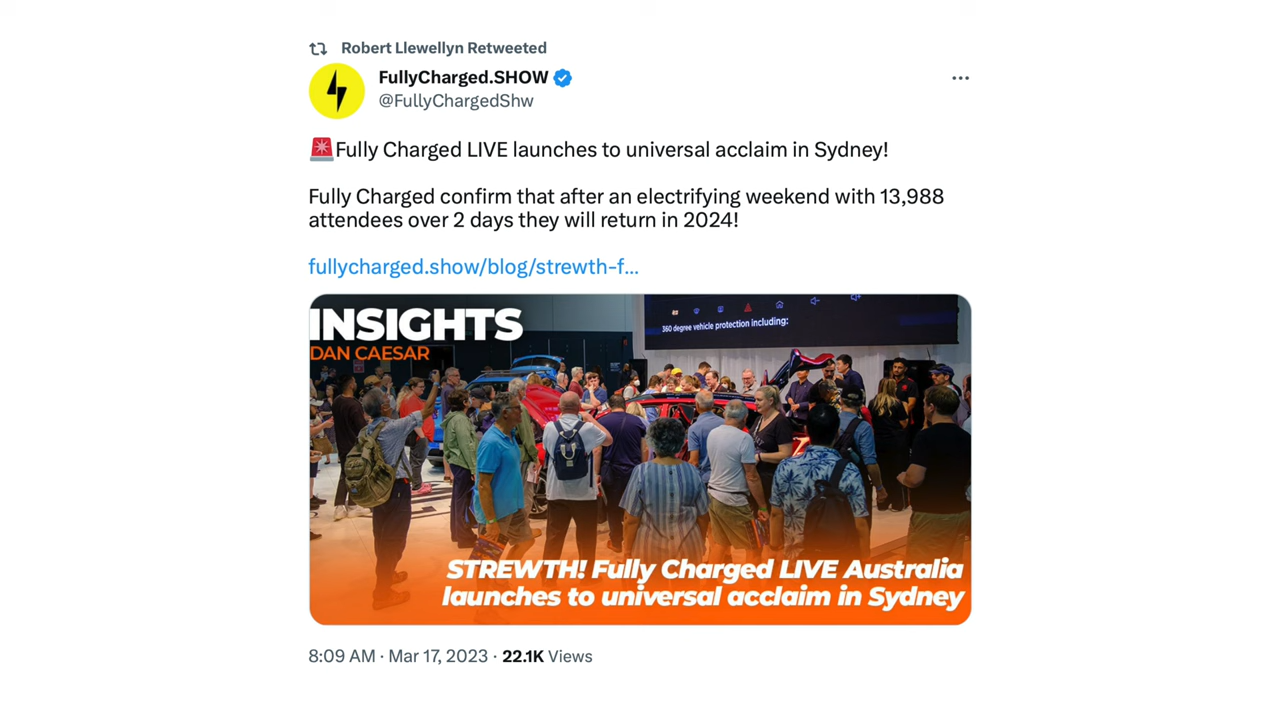 Robert Llewellyn Retweeted
FullyCharged.SHOW
@FullyChargedShw
🚨Fully Charged LIVE launches to universal acclaim in Sydney!
Fully Charged confirm that after an electrifying weekend with 13,988
attendees over 2 days they will return in 2024!
fullycharged.show/blog/strewth-f...
INSIGHTS
DAN CAESAR
360 degree vehicle protection including:
STREWTH! Fully Charged LIVE Australia
launches to universal acclaim in Sydney
8:09 AM · Mar 17, 2023 · 22.1K Views